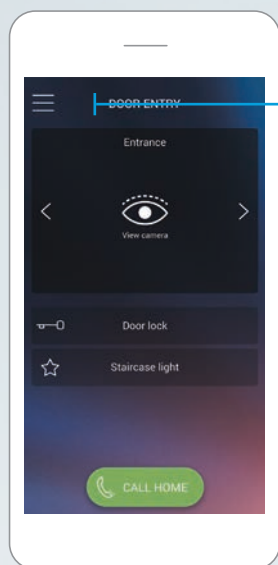 DOOR ENTRY
Entrance
View camera
Door lock
Staircase light
CALL HOME